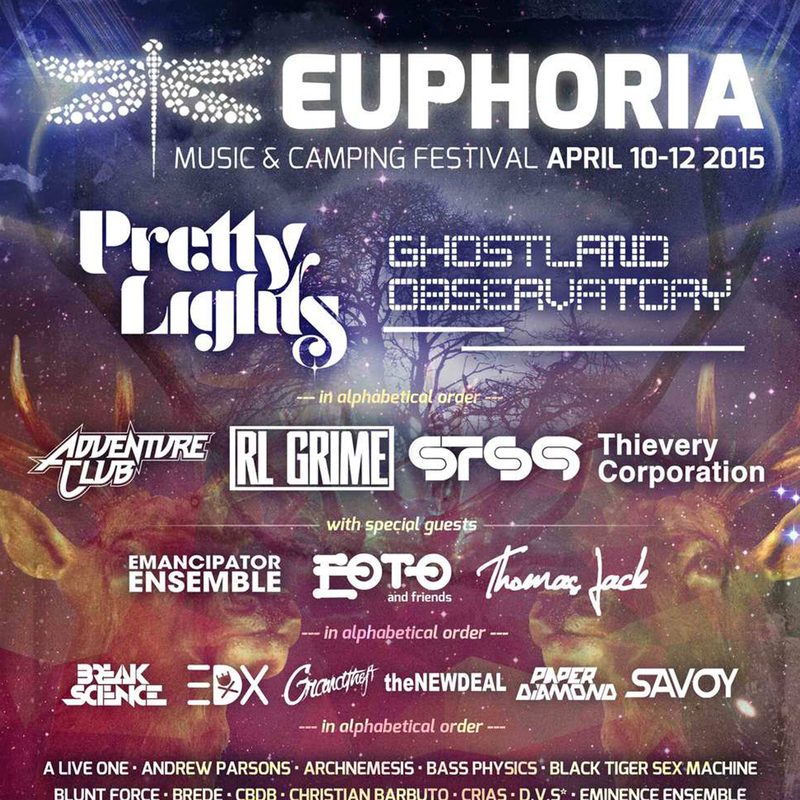 EUPHORIA
MUSIC & CAMPING FESTIVAL APRIL 10-12 2015
Pretty Lights
GHOSTLAND OBSERVATORY
--- in alphabetical order ---
ADVENTURE CLUB RL GRIME STS9 Thievery Corporation
with special guests
EMANCIPATOR ENSEMBLE EOTO and friends Thomas Jack
--- in alphabetical order ---
BREAK SCIENCE EDX Grandtheft theNEWDEAL PAPER DIAMOND SAVOY
--- in alphabetical order ---
A LIVE ONE · ANDREW PARSONS · ARCHNEMESIS · BASS PHYSICS · BLACK TIGER SEX MACHINE
BLUNT FORCE · BREDE · CBDB · CHRISTIAN BARBUTO · CRIAS · D.V.S* · EMINENCE ENSEMBLE